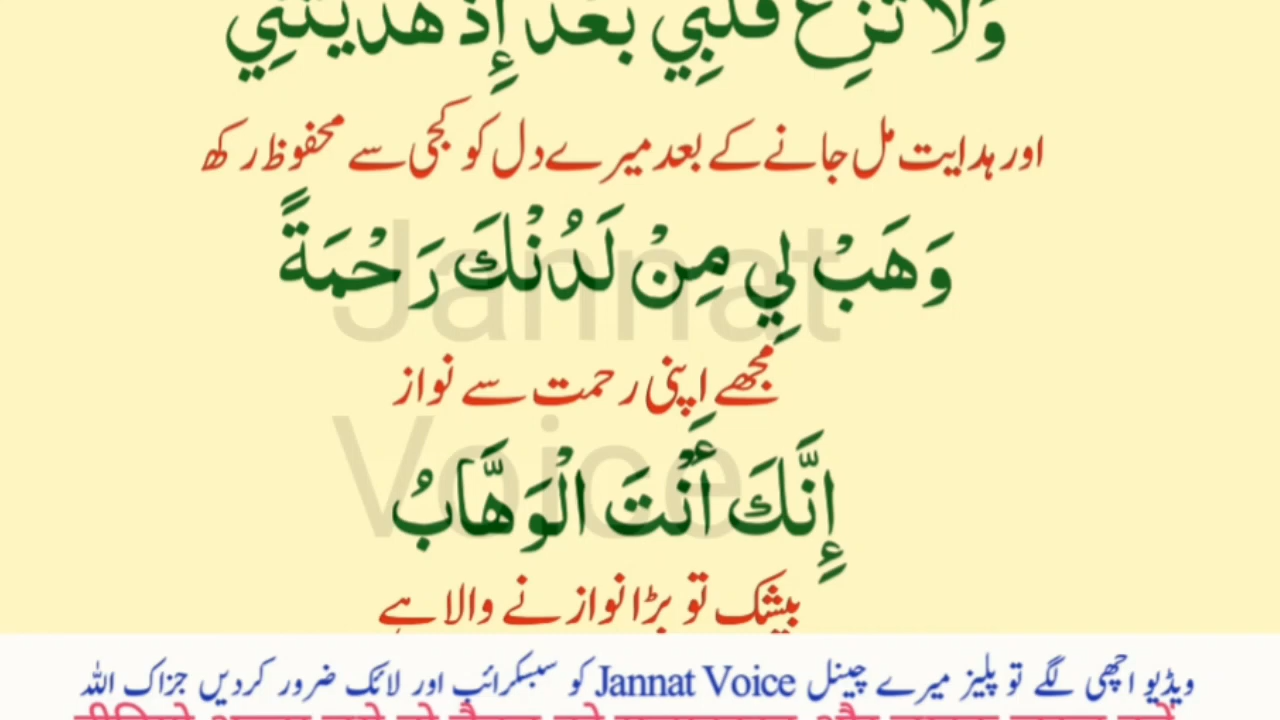 وَلَا تُزِغْ قَلْبِي بَعْدَ إِذْ هَدَيْتَنِي
اور ہدایت مل جانے کے بعد میرے دل کو کجی سے محفوظ رکھ
وَهَبْ لِي مِنْ لَدُنْكَ رَحْمَةً
مجھے اپنی رحمت سے نواز
إِنَّكَ أَنْتَ الْوَهَّابُ
بیشک تو بڑا نوازنے والا ہے
Jannat
Voice
ویڈیو اچھی لگے تو پلیز میرے چینل Jannat Voice کو سبسکرائب اور لائک ضرور کردیں جزاک اللہ